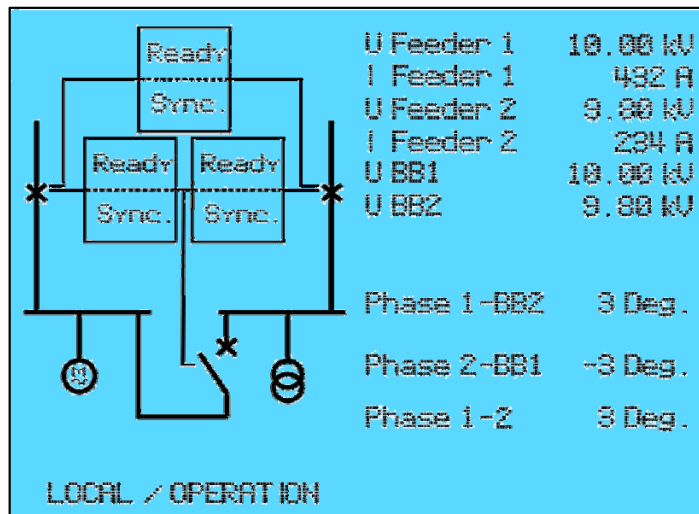 Ready
Sync.
Ready
Sync.
Ready
Sync.
U Feeder 1 10.00 kV
I Feeder 1 432 A
U Feeder 2 9.80 kV
I Feeder 2 234 A
U BB1 10.00 kV
U BB2 9.80 kV
Phase 1-BB2 3 Deg.
Phase 2-BB1 -3 Deg.
Phase 1-2 3 Deg.
M
LOCAL / OPERATION